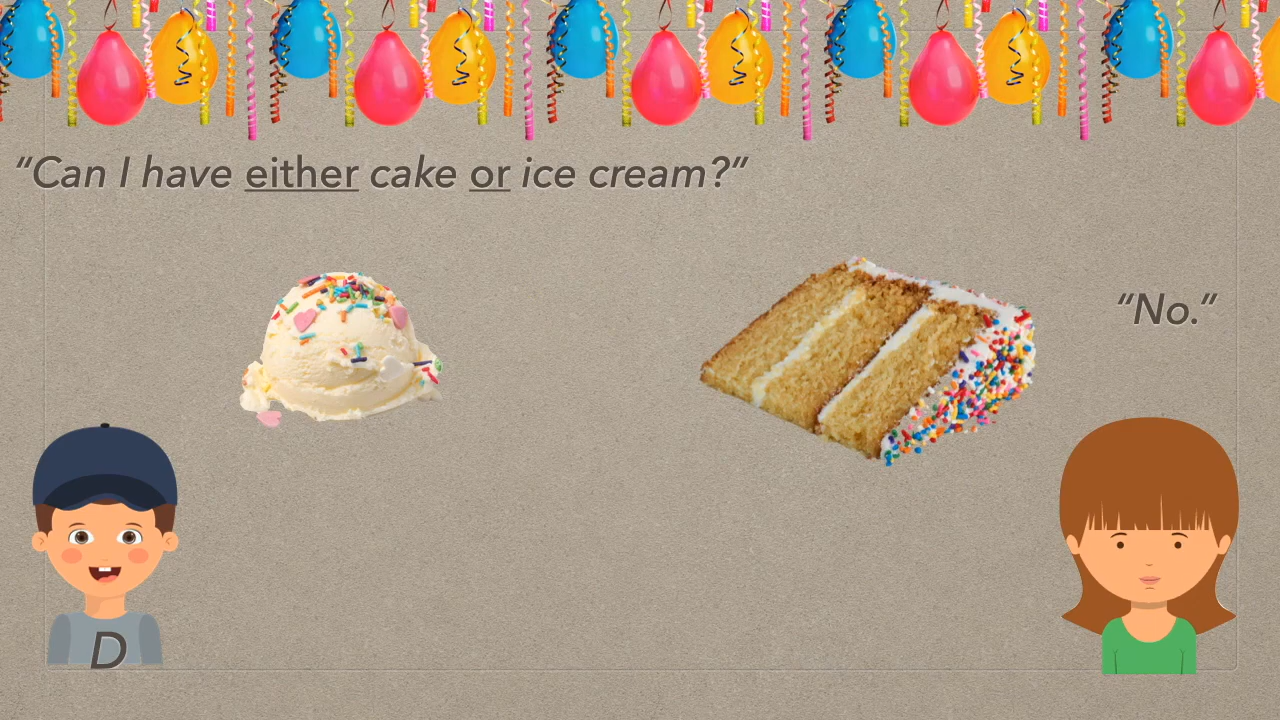 “Can I have either cake or ice cream?”
“No.”
D